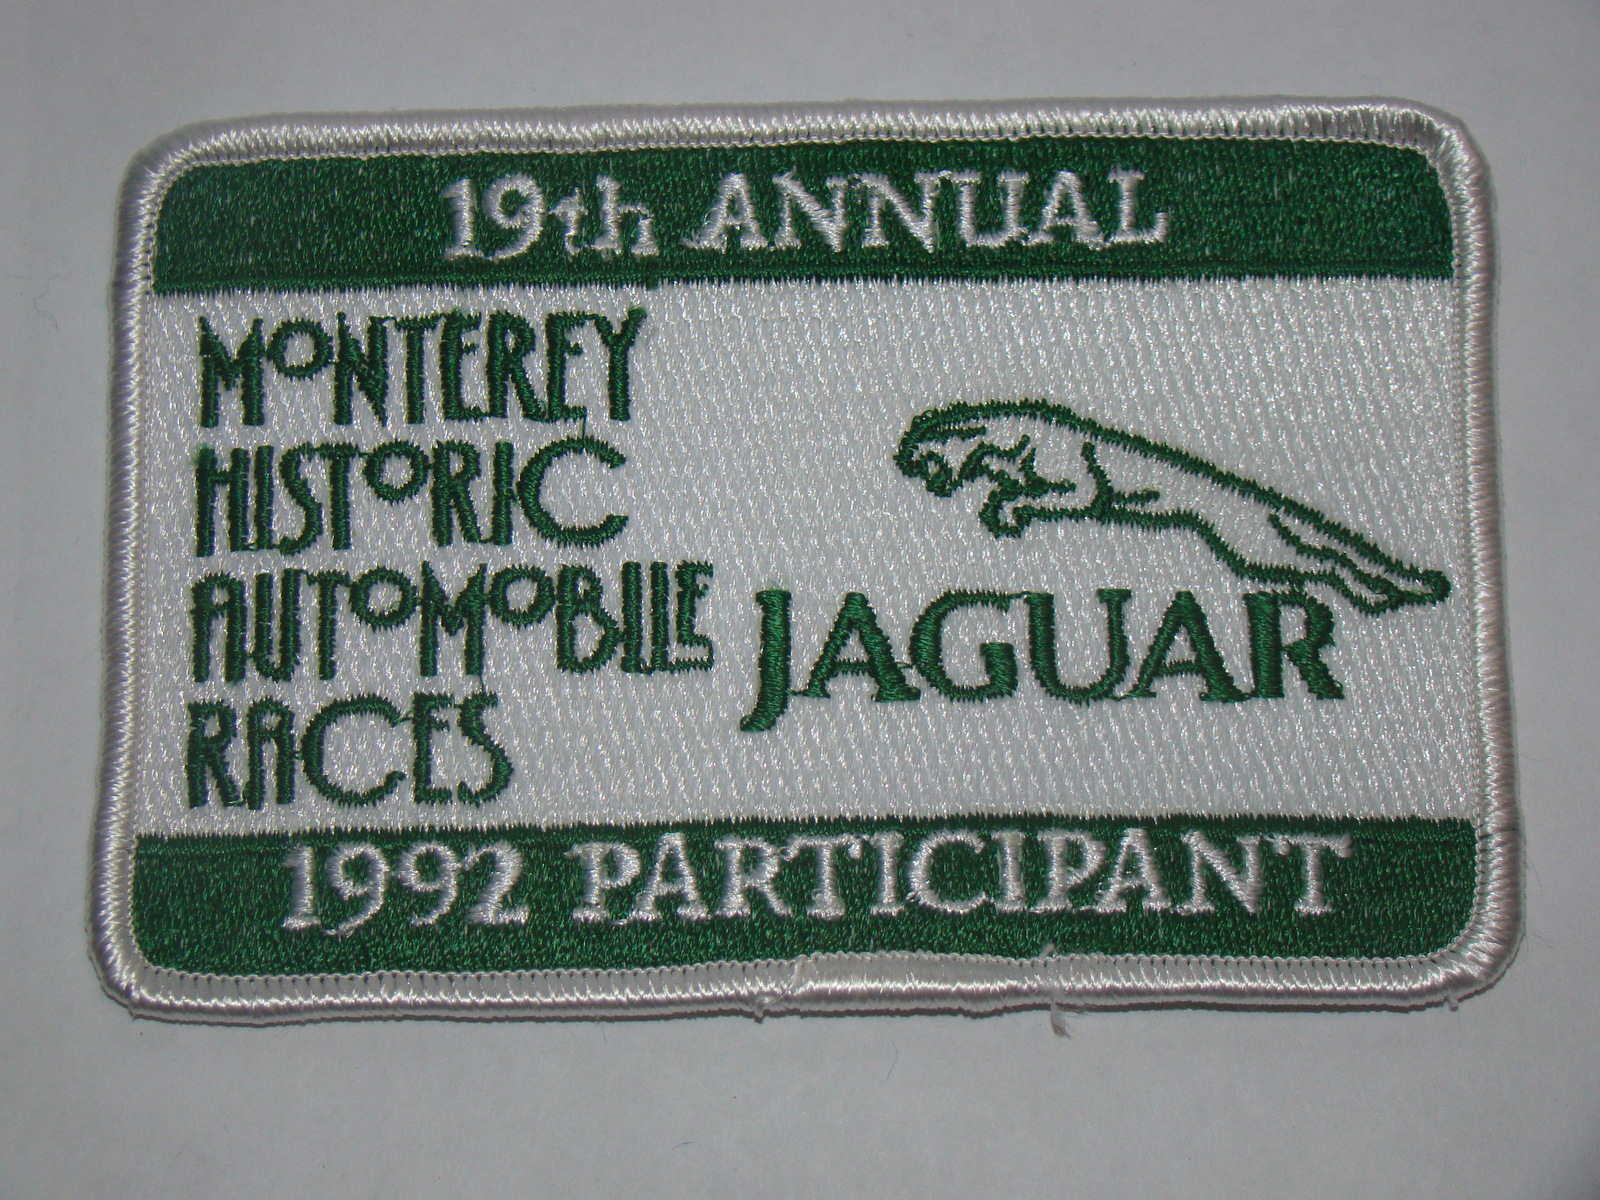 19th ANNUAL
MONTEREY
HISTORIC
AUTOMOBILE
RACES
JAGUAR
1992 PARTICIPANT